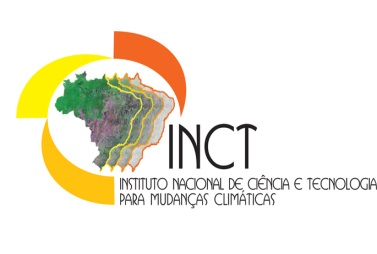 INCT
INSTITUTO NACIONAL DE CIÊNCIA E TECNOLOGIA
PARA MUDANÇAS CLIMÁTICAS